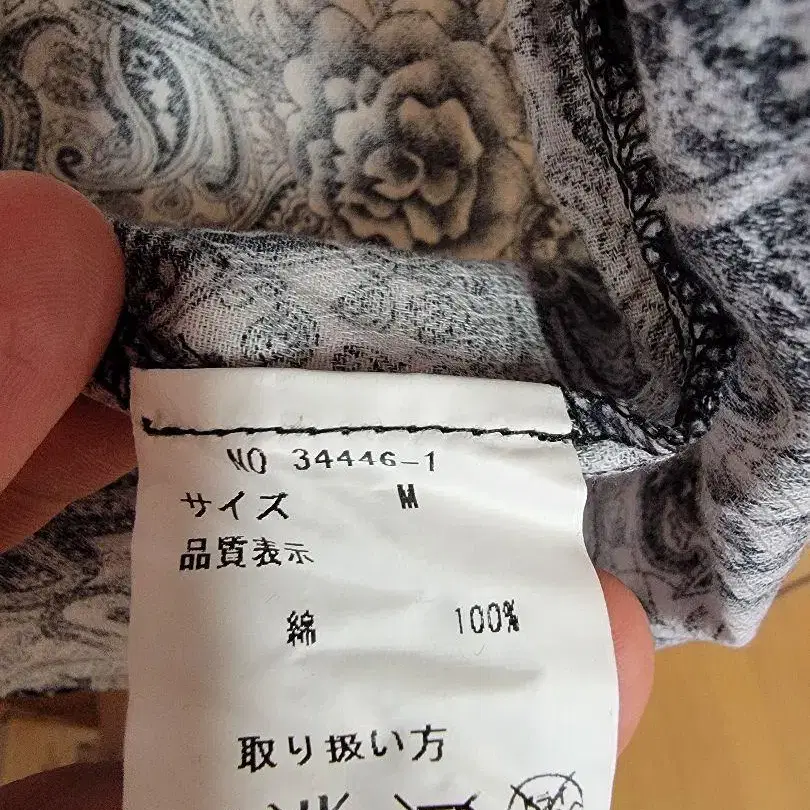 NO 34446-1
サイズ M
品質表示
綿 100%
取り扱い方